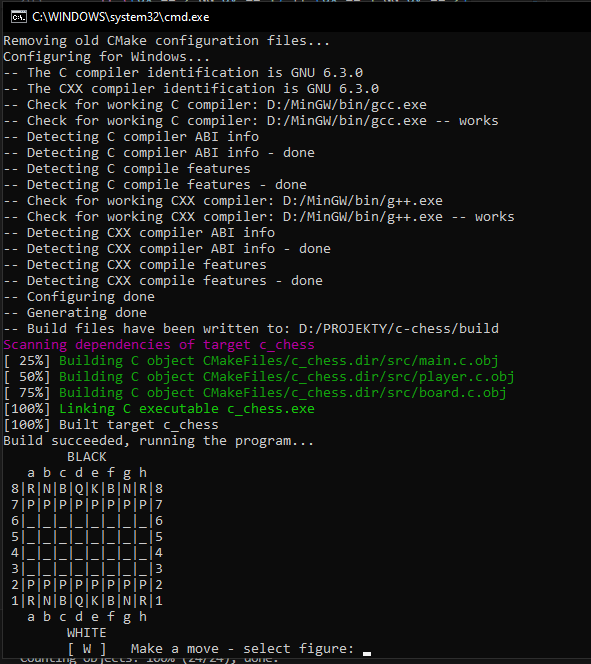 C:\WINDOWS\system32\cmd.exe
Removing old CMake configuration files...
Configuring for Windows...
-- The C compiler identification is GNU 6.3.0
-- The CXX compiler identification is GNU 6.3.0
-- Check for working C compiler: D:/MinGW/bin/gcc.exe
-- Check for working C compiler: D:/MinGW/bin/gcc.exe -- works
-- Detecting C compiler ABI info
-- Detecting C compiler ABI info - done
-- Detecting C compile features
-- Detecting C compile features - done
-- Check for working CXX compiler: D:/MinGW/bin/g++.exe
-- Check for working CXX compiler: D:/MinGW/bin/g++.exe -- works
-- Detecting CXX compiler ABI info
-- Detecting CXX compiler ABI info - done
-- Detecting CXX compile features
-- Detecting CXX compile features - done
-- Configuring done
-- Generating done
-- Build files have been written to: D:/PROJEKTY/c-chess/build
Scanning dependencies of target c_chess
[ 25%] Building C object CMakeFiles/c_chess.dir/src/main.c.obj
[ 50%] Building C object CMakeFiles/c_chess.dir/src/player.c.obj
[ 75%] Building C object CMakeFiles/c_chess.dir/src/board.c.obj
[100%] Linking C executable c_chess.exe
[100%] Built target c_chess
Build succeeded, running the program...
BLACK
a b c d e f g h
8|R|N|B|Q|K|B|N|R|8
7|P|P|P|P|P|P|P|P|7
6|_|_|_|_|_|_|_|_|6
5|_|_|_|_|_|_|_|_|5
4|_|_|_|_|_|_|_|_|4
3|_|_|_|_|_|_|_|_|3
2|P|P|P|P|P|P|P|P|2
1|R|N|B|Q|K|B|N|R|1
a b c d e f g h
WHITE
[ W ]   Make a move - select figure: _
Counting objects: 100% (24/24), done.